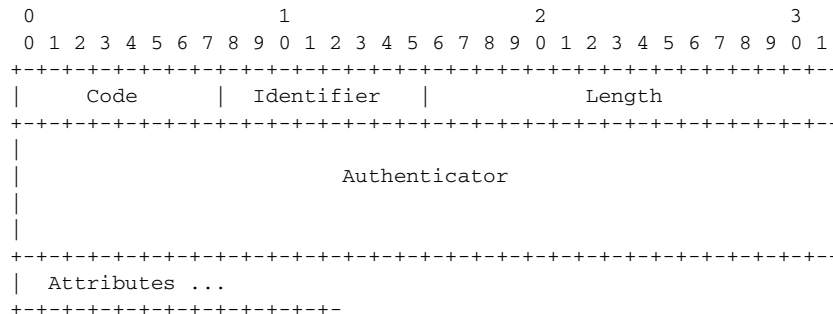 0                   1                   2                   3
 0 1 2 3 4 5 6 7 8 9 0 1 2 3 4 5 6 7 8 9 0 1 2 3 4 5 6 7 8 9 0 1
+-+-+-+-+-+-+-+-+-+-+-+-+-+-+-+-+-+-+-+-+-+-+-+-+-+-+-+-+-+-+-+--
|     Code      |  Identifier   |            Length
+-+-+-+-+-+-+-+-+-+-+-+-+-+-+-+-+-+-+-+-+-+-+-+-+-+-+-+-+-+-+-+--
|
|                         Authenticator
|
|
+-+-+-+-+-+-+-+-+-+-+-+-+-+-+-+-+-+-+-+-+-+-+-+-+-+-+-+-+-+-+-+--
|  Attributes ...
+-+-+-+-+-+-+-+-+-+-+-+-+-